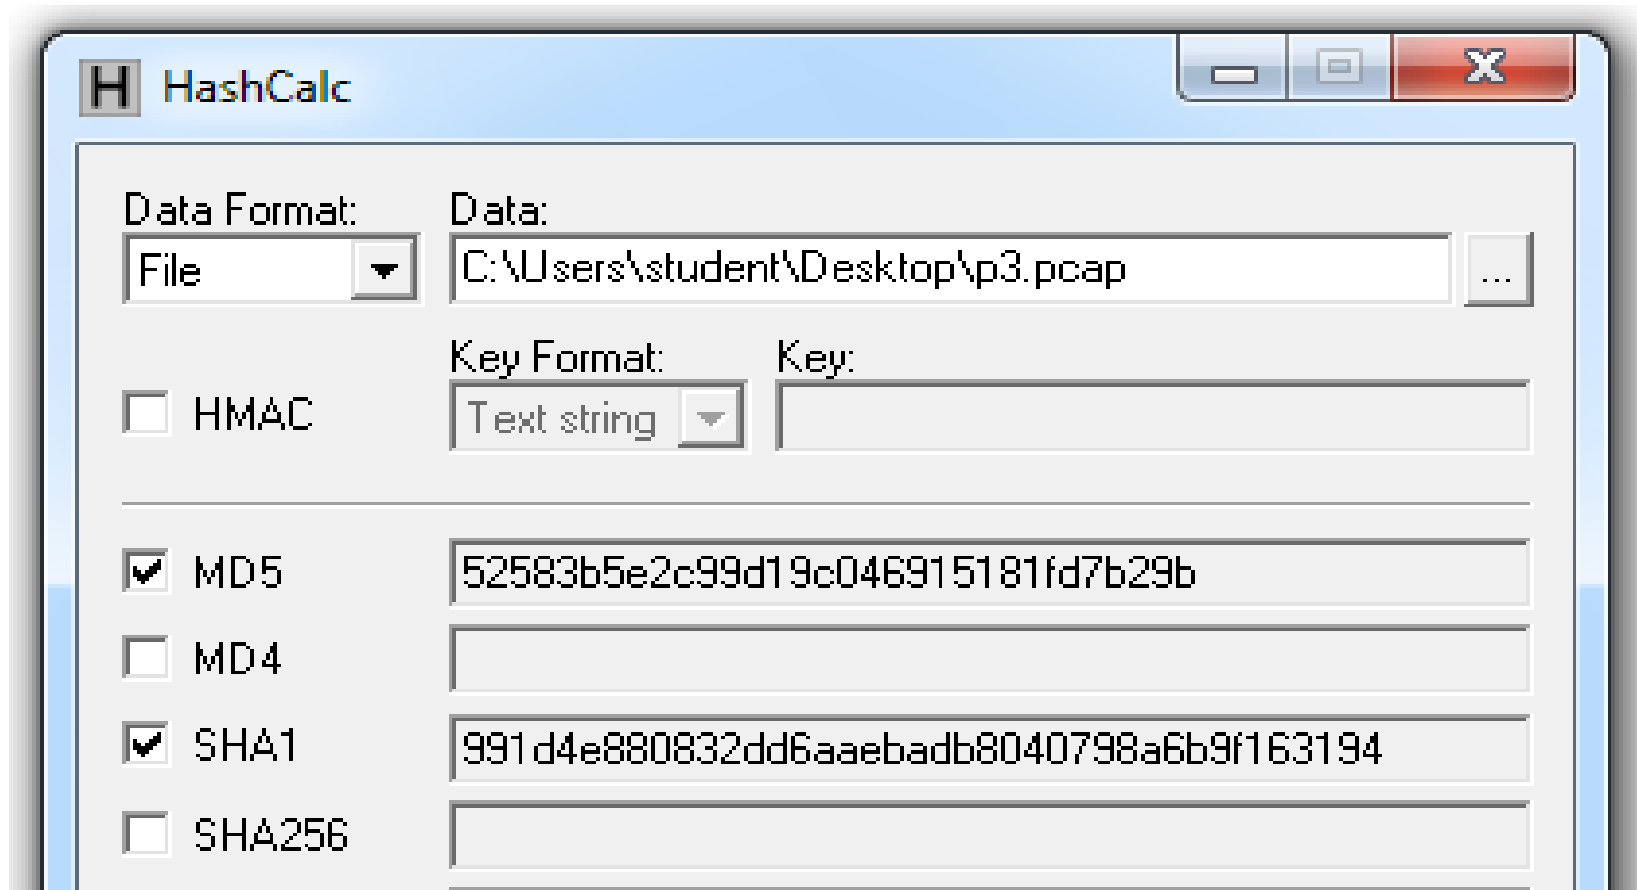 H HashCalc
Data Format: Data:
File C:\Users\student\Desktop\p3.pcap ...
Key Format: Key:
HMAC Text string
MD5 52583b5e2c99d19c046915181fd7b29b
MD4
SHA1 991d4e880832dd6aaebadb8040798a6b9f163194
SHA256